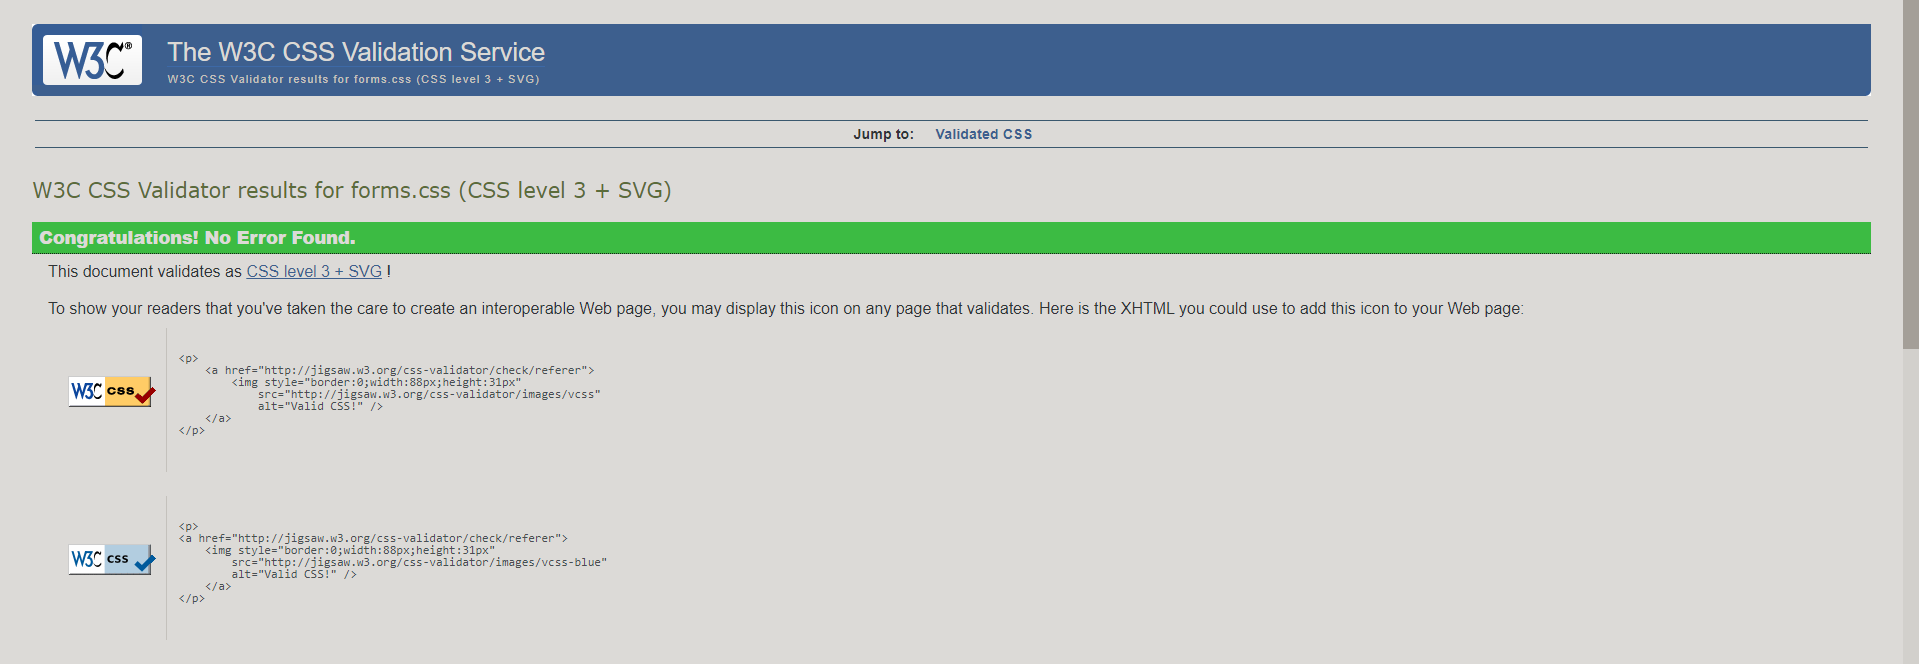 W3C®
The W3C CSS Validation Service
W3C CSS Validator results for forms.css (CSS level 3 + SVG)
Jump to: Validated CSS
W3C CSS Validator results for forms.css (CSS level 3 + SVG)
Congratulations! No Error Found.
This document validates as CSS level 3 + SVG !
To show your readers that you've taken the care to create an interoperable Web page, you may display this icon on any page that validates. Here is the XHTML you could use to add this icon to your Web page:
W3C css
<p>
<a href="http://jigsaw.w3.org/css-validator/check/referer">
<img style="border:0;width:88px;height:31px"
src="http://jigsaw.w3.org/css-validator/images/vcss"
alt="Valid CSS!" />
</a>
</p>
W3C css
<p>
<a href="http://jigsaw.w3.org/css-validator/check/referer">
<img style="border:0;width:88px;height:31px"
src="http://jigsaw.w3.org/css-validator/images/vcss-blue"
alt="Valid CSS!" />
</a>
</p>